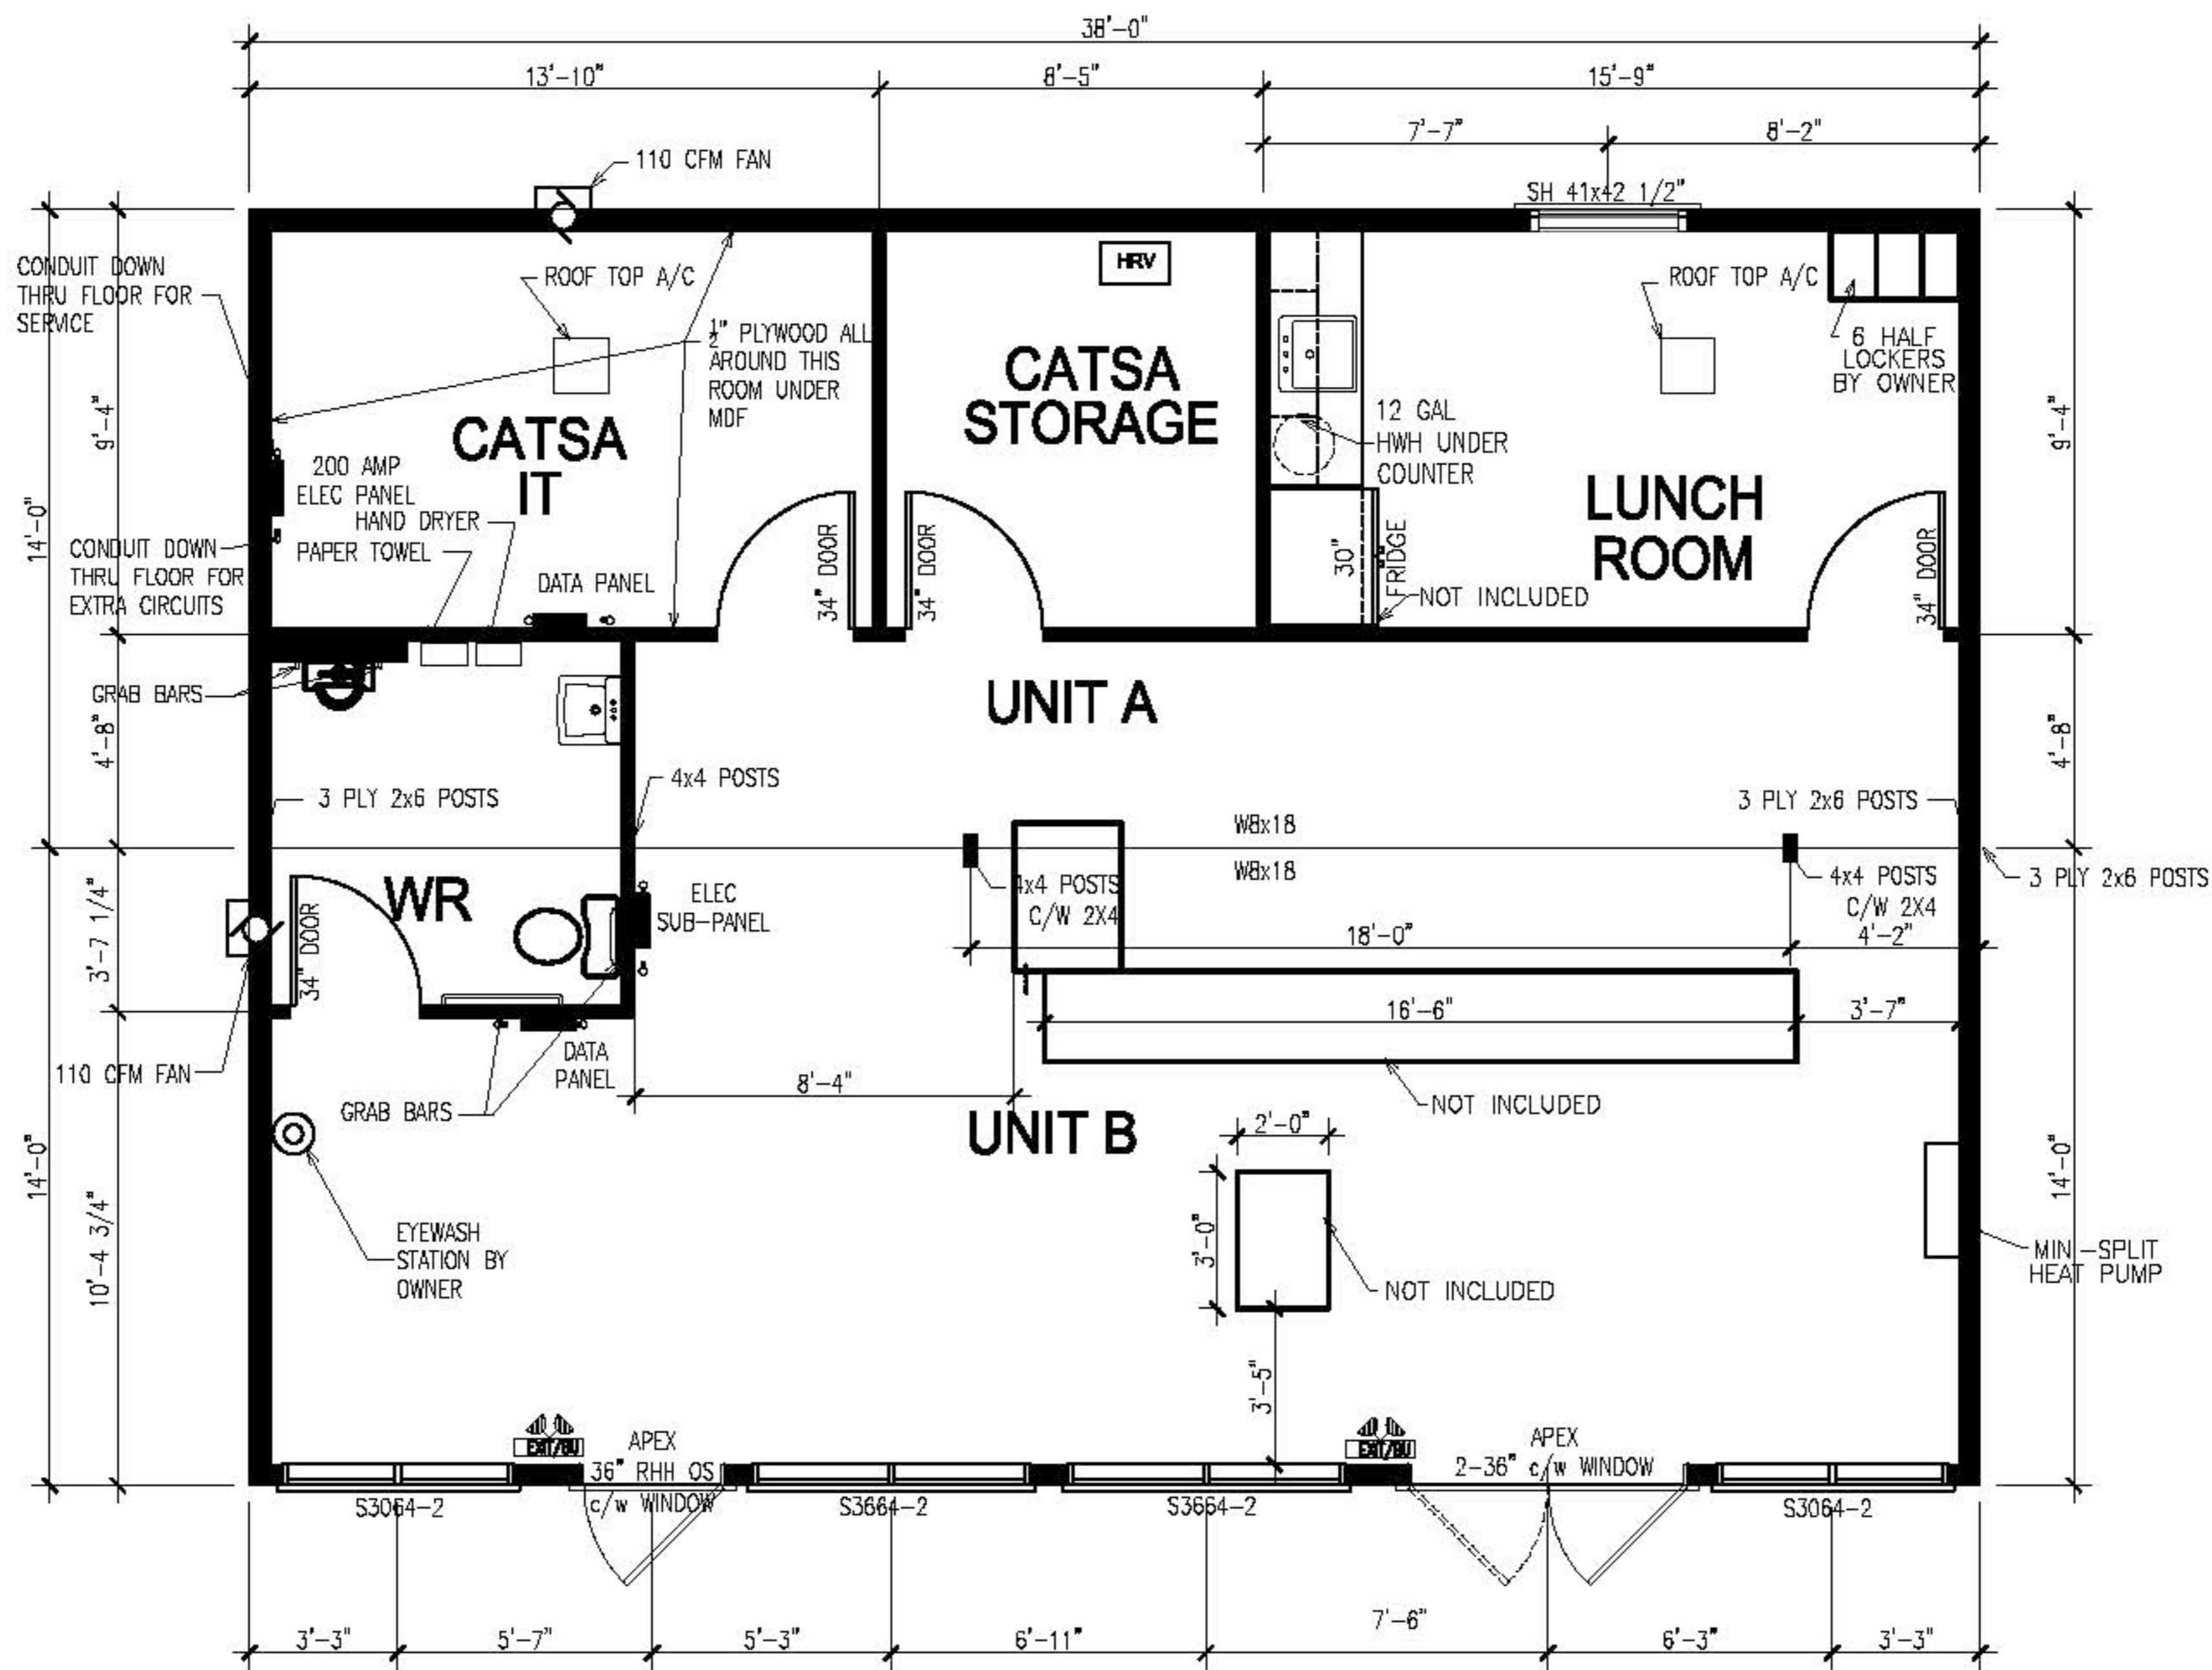 38'-0"
13'-10"
8'-5"
15'-9"
7'-7"
8'-2"
110 CFM FAN
SH 41x42 1/2"
CONDUIT DOWN
THRU FLOOR FOR
SERVICE
ROOF TOP A/C
HRV
ROOF TOP A/C
1/2" PLYWOOD ALL
AROUND THIS
ROOM UNDER
MDF
6 HALF
LOCKERS
BY OWNER
CATSA
STORAGE
9'-4"
12 GAL
HWH UNDER
COUNTER
9'-4"
CATSA
IT
200 AMP
ELEC PANEL
HAND DRYER
PAPER TOWEL
LUNCH
ROOM
14'-0"
CONDUIT DOWN
THRU FLOOR FOR
EXTRA CIRCUITS
DATA PANEL
34" DOOR
34" DOOR
30"
FRIDGE
NOT INCLUDED
34" DOOR
GRAB BARS
UNIT A
4'-8"
4'-8"
4x4 POSTS
3 PLY 2x6 POSTS
3 PLY 2x6 POSTS
W8x18
W8x18
WR
ELEC
SUB-PANEL
4x4 POSTS
C/W 2X4
4x4 POSTS
C/W 2X4
3 PLY 2x6 POSTS
3'-7 1/4"
34" DOOR
18'-0"
4'-2"
16'-6"
3'-7"
110 CFM FAN
DATA
PANEL
8'-4"
GRAB BARS
NOT INCLUDED
UNIT B
2'-0"
14'-0"
14'-0"
10'-4 3/4"
EYEWASH
STATION BY
OWNER
3'-0"
NOT INCLUDED
MIN -SPLIT
HEAT PUMP
3'-5"
EXIT/BU
APEX
36" RHH OS
c/w WINDOW
EXIT/BU
APEX
2-36" c/w WINDOW
S3064-2
S3664-2
S3664-2
S3064-2
3'-3"
5'-7"
5'-3"
6'-11"
7'-6"
6'-3"
3'-3"